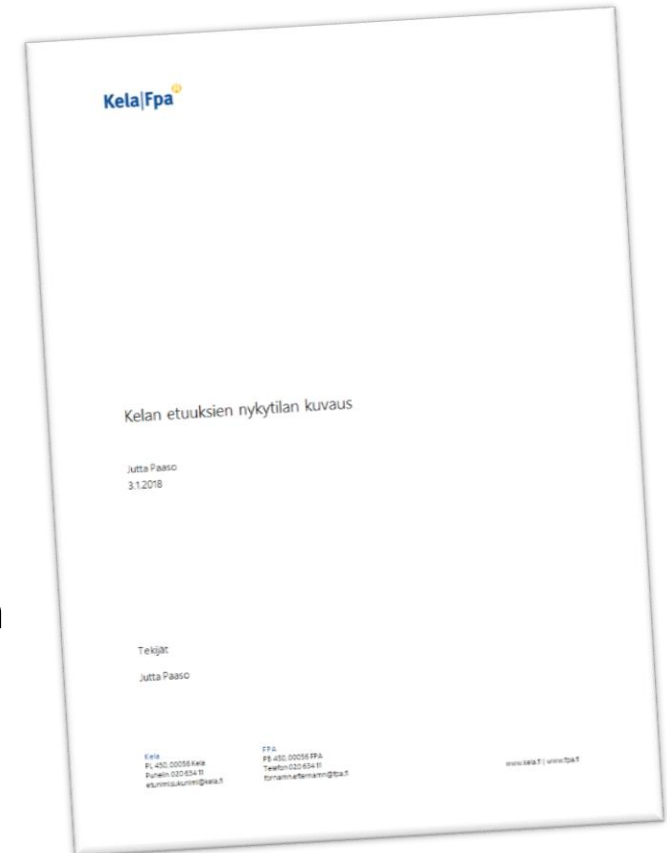 Kela|Fpa
Kelan etuuksien nykytilan kuvaus
Jutta Paaso
3.1.2018
Tekijät
Jutta Paaso
Kela
PL 450, 00056 Kela
Puhelin 020 634 11
etunimi.sukunimi@kela.fi
FPA
PB 450, 00056 FPA
Telefon 020 634 11
fornamn.efternamn@fpa.fi
www.kela.fi | www.fpa.fi